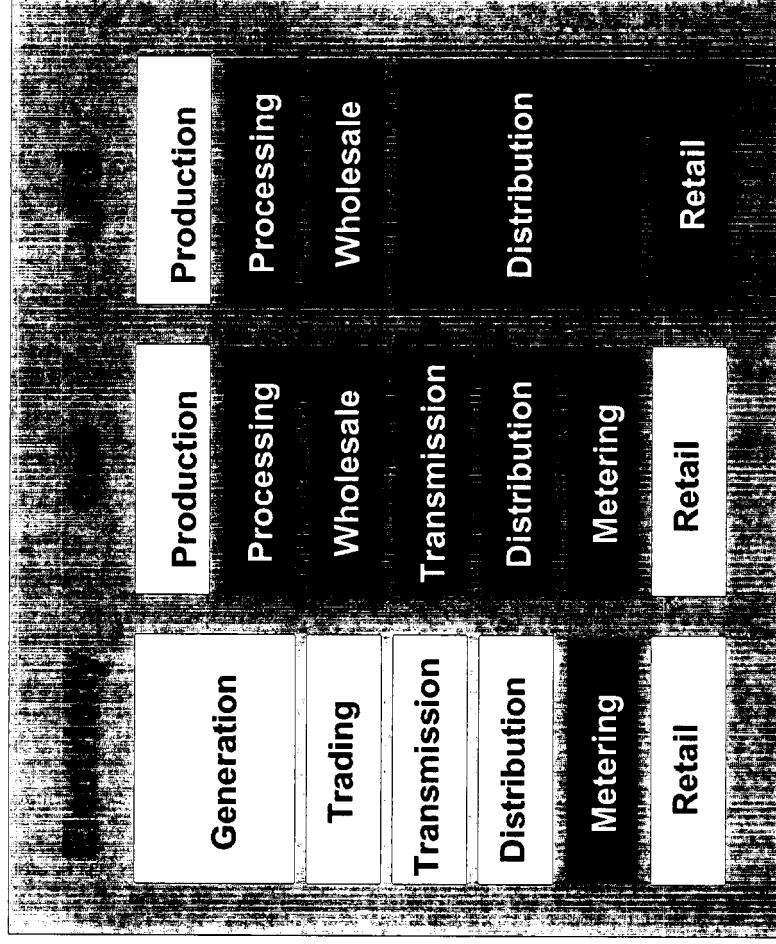 Generation
Trading
Transmission
Distribution
Metering
Retail
Production
Processing
Wholesale
Transmission
Distribution
Metering
Retail
Production
Processing
Wholesale
Distribution
Retail